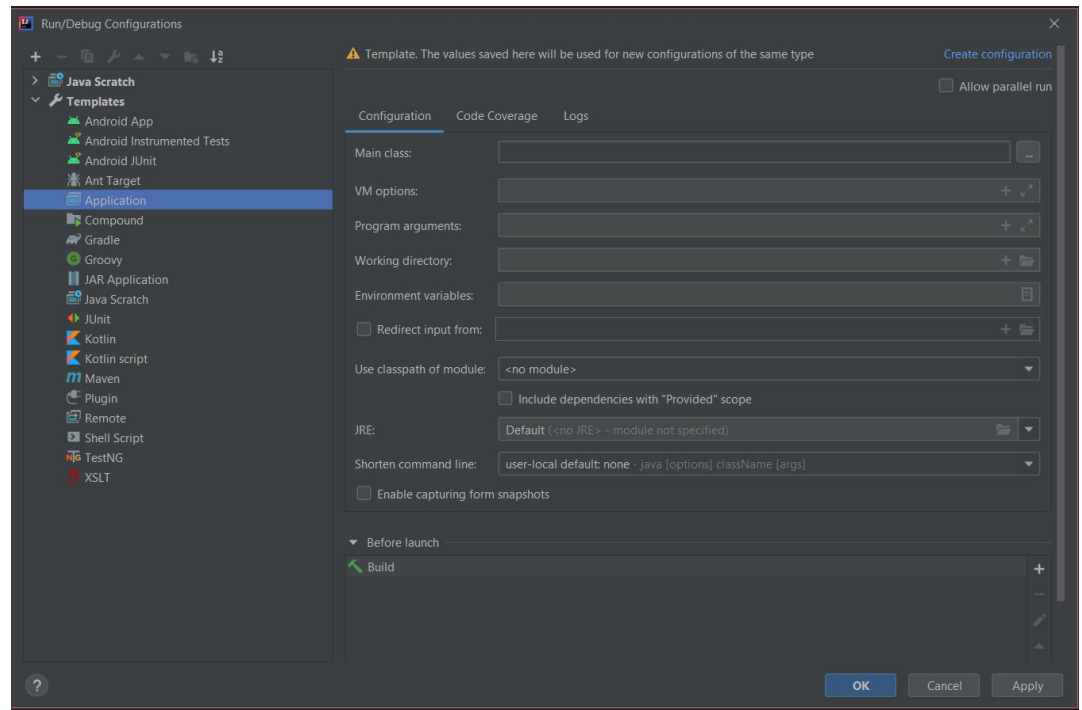 Run/Debug Configurations
Template. The values saved here will be used for new configurations of the same type
Create configuration
Java Scratch
Templates
Android App
Android Instrumented Tests
Android JUnit
Ant Target
Application
Compound
Gradle
Groovy
JAR Application
Java Scratch
JUnit
Kotlin
Kotlin script
Maven
Plugin
Remote
Shell Script
TestNG
XSLT
Allow parallel run
Configuration Code Coverage Logs
Main class:
...
VM options:
Program arguments:
Working directory:
Environment variables:
Redirect input from:
Use classpath of module: <no module>
Include dependencies with "Provided" scope
JRE: Default (<no JRE> - module not specified)
Shorten command line: user-local default: none - java [options] className [args]
Enable capturing form snapshots
Before launch
Build
?
OK Cancel Apply